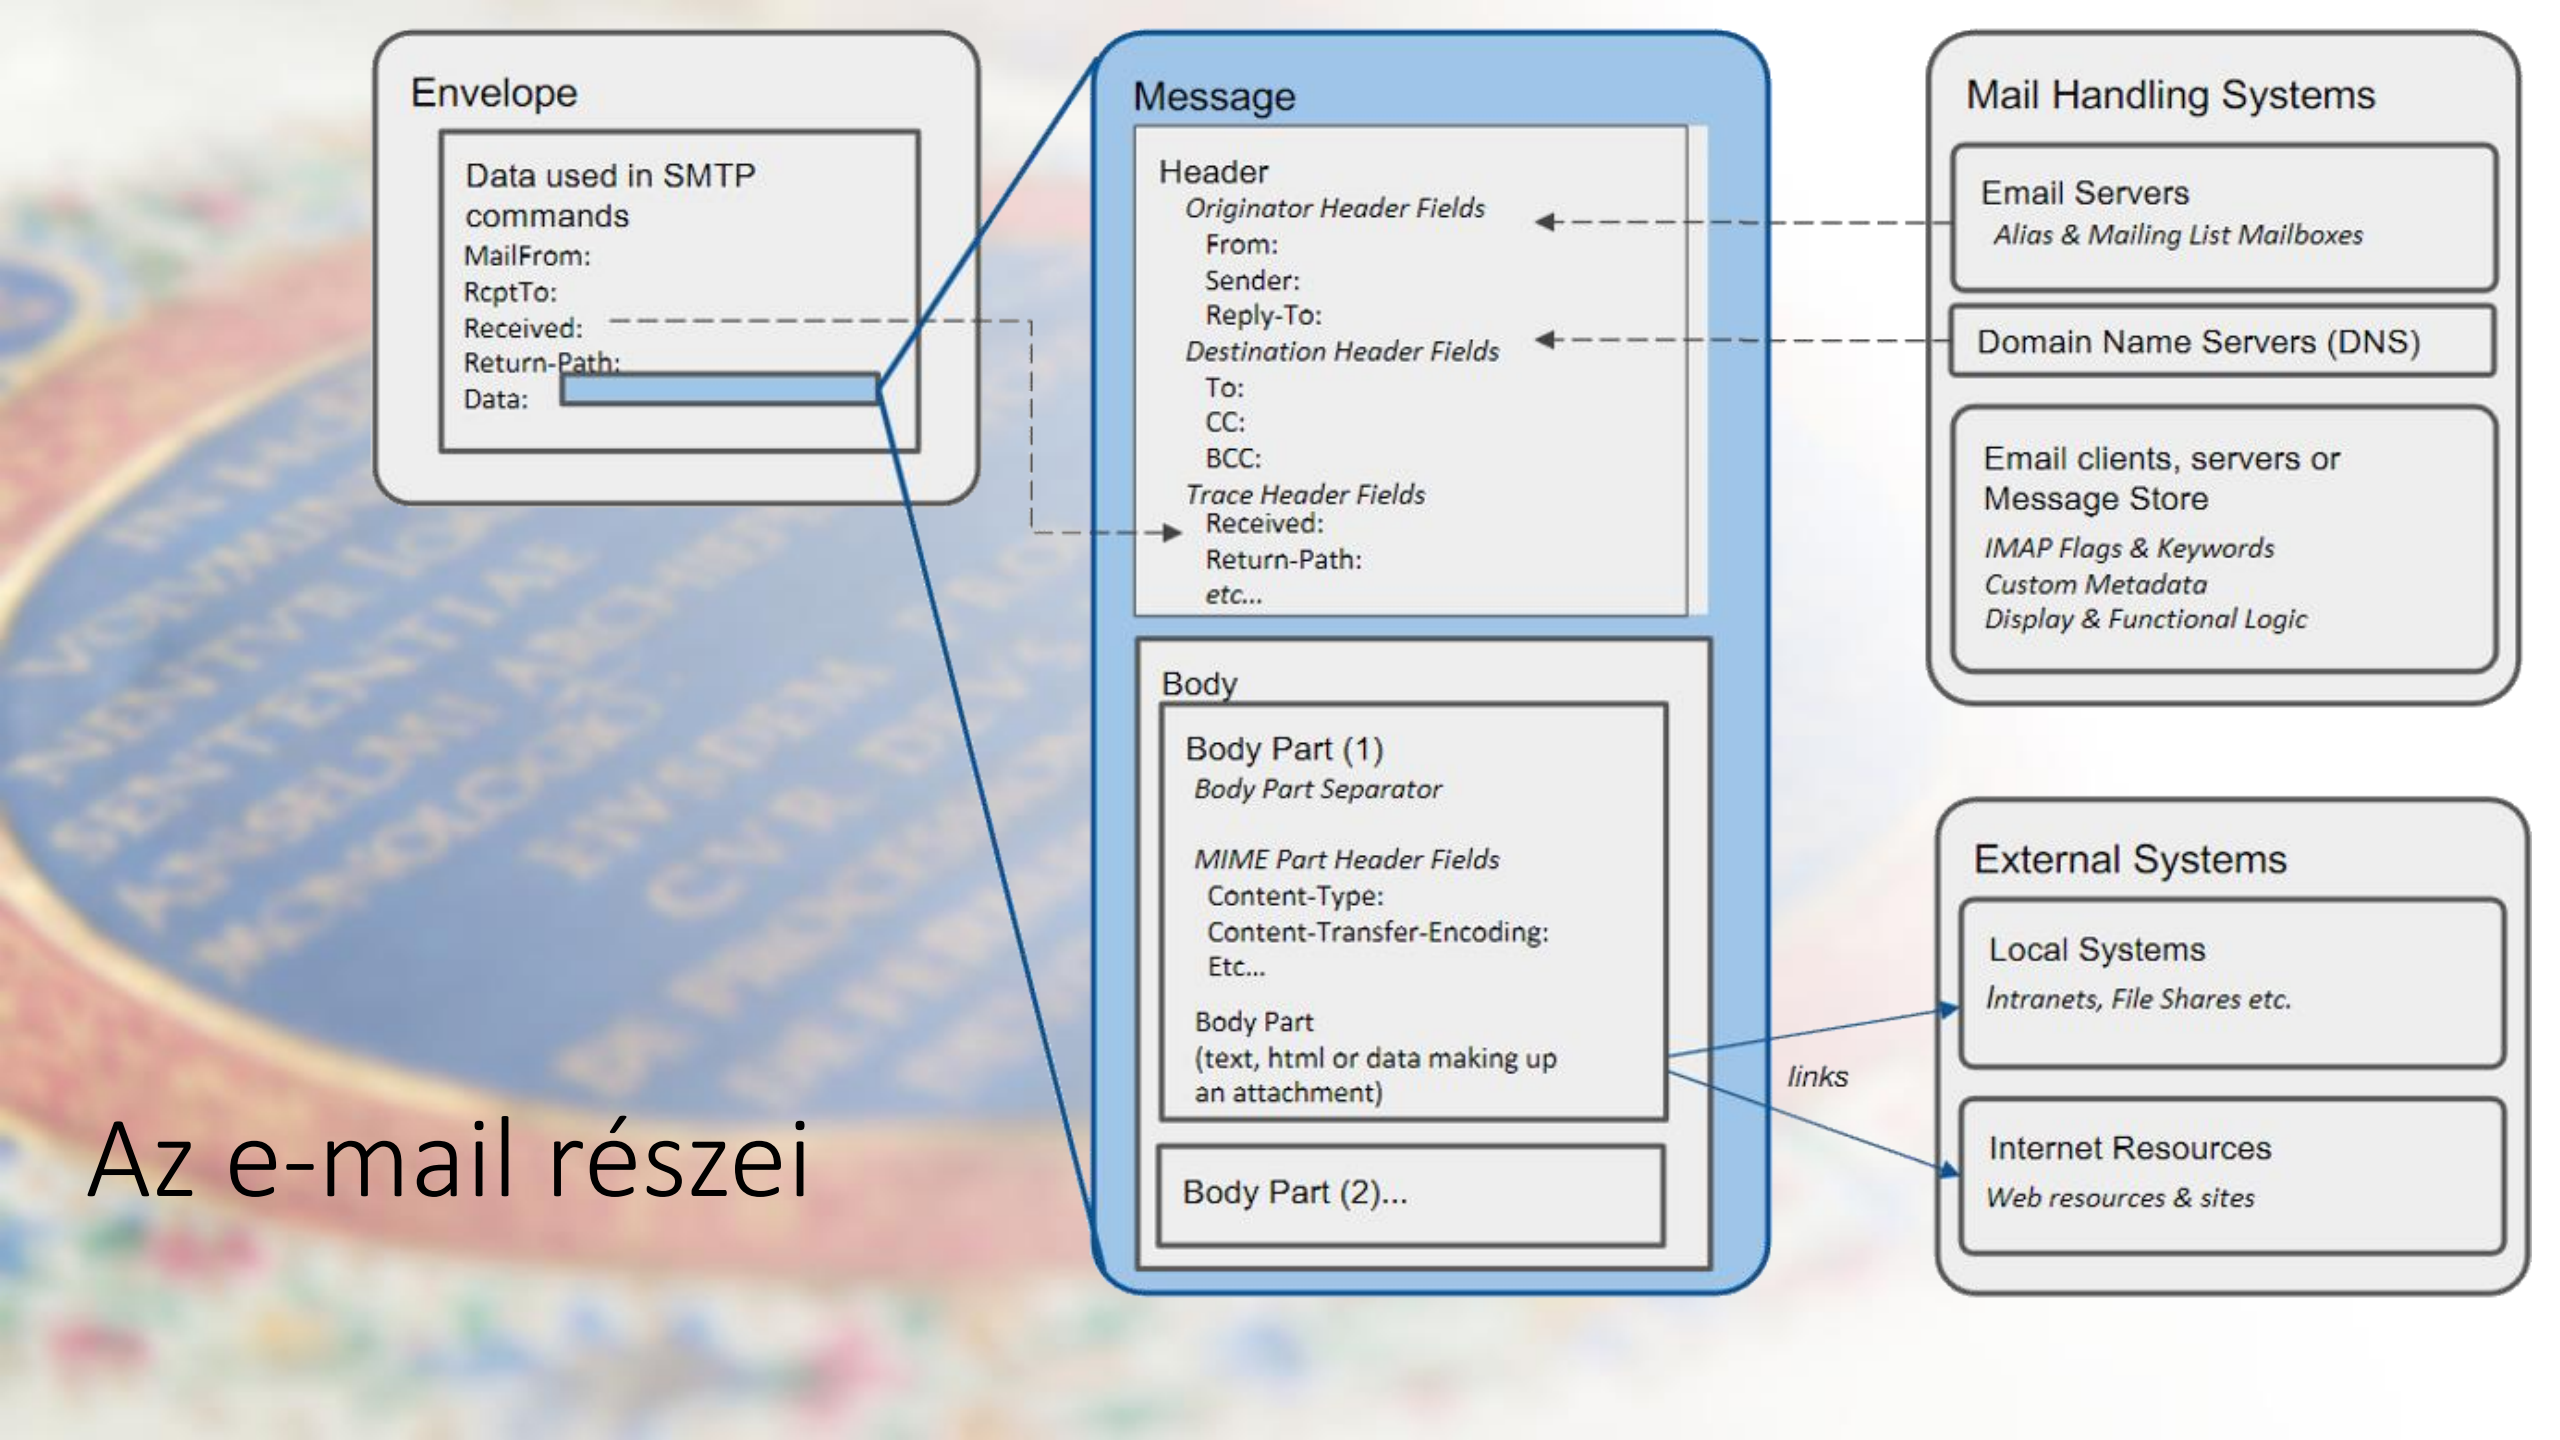 Envelope
Data used in SMTP
commands
MailFrom:
RcptTo:
Received:
Return-Path:
Data:
Message
Header
Originator Header Fields
From:
Sender:
Reply-To:
Destination Header Fields
To:
CC:
BCC:
Trace Header Fields
Received:
Return-Path:
etc...
Body
Body Part (1)
Body Part Separator
MIME Part Header Fields
Content-Type:
Content-Transfer-Encoding:
Etc...
Body Part
(text, html or data making up
an attachment)
Body Part (2)...
links
Mail Handling Systems
Email Servers
Alias & Mailing List Mailboxes
Domain Name Servers (DNS)
Email clients, servers or
Message Store
IMAP Flags & Keywords
Custom Metadata
Display & Functional Logic
External Systems
Local Systems
Intranets, File Shares etc.
Internet Resources
Web resources & sites
Az e-mail részei
SENTENTIAE